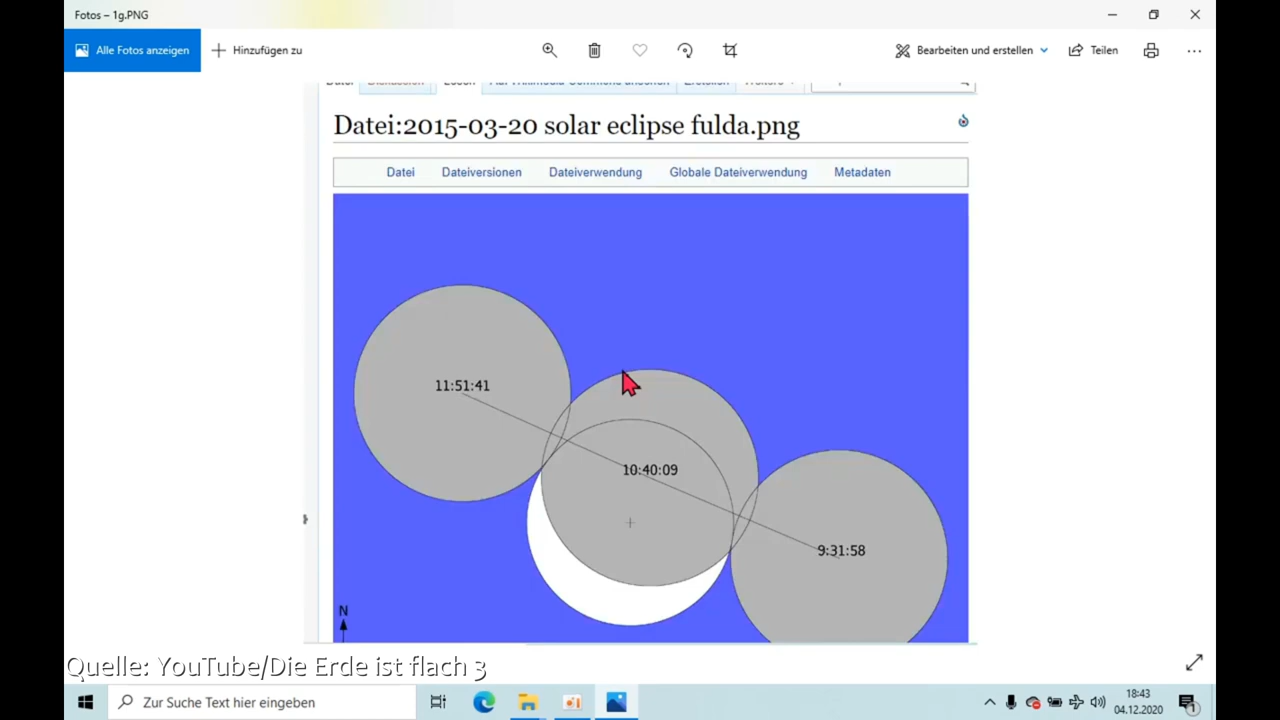 Fotos – 1g.PNG
Alle Fotos anzeigen
Hinzufügen zu
Bearbeiten und erstellen
Teilen
Datei:2015-03-20 solar eclipse fulda.png
Datei Dateiversionen Dateiverwendung Globale Dateiverwendung Metadaten
11:51:41
10:40:09
9:31:58
N
Quelle: YouTube/Die Erde ist flach 3
Zur Suche Text hier eingeben
18:43
04.12.2020
1